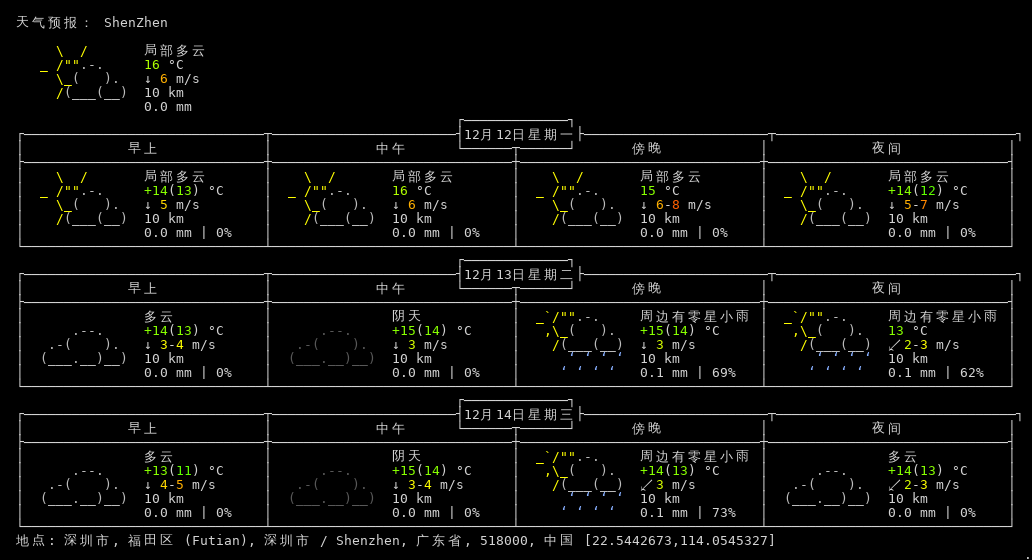 天气预报： ShenZhen
局部多云
16 °C
↓ 6 m/s
10 km
0.0 mm
12月12日星期一
早上 中午 傍晚 夜间
局部多云 局部多云 局部多云 局部多云
+14(13) °C 16 °C 15 °C +14(12) °C
↓ 5 m/s ↓ 6 m/s ↓ 6-8 m/s ↓ 5-7 m/s
10 km 10 km 10 km 10 km
0.0 mm | 0% 0.0 mm | 0% 0.0 mm | 0% 0.0 mm | 0%
12月13日星期二
早上 中午 傍晚 夜间
多云 阴天 周边有零星小雨 周边有零星小雨
+14(13) °C +15(14) °C +15(14) °C 13 °C
↓ 3-4 m/s ↓ 3 m/s ↓ 3 m/s ↙ 2-3 m/s
10 km 10 km 10 km 10 km
0.0 mm | 0% 0.0 mm | 0% 0.1 mm | 69% 0.1 mm | 62%
12月14日星期三
早上 中午 傍晚 夜间
多云 阴天 周边有零星小雨 多云
+13(11) °C +15(14) °C +14(13) °C +14(13) °C
↓ 4-5 m/s ↓ 3-4 m/s ↙ 3 m/s ↙ 2-3 m/s
10 km 10 km 10 km 10 km
0.0 mm | 0% 0.0 mm | 0% 0.1 mm | 73% 0.0 mm | 0%
地点: 深圳市, 福田区 (Futian), 深圳市 / Shenzhen, 广东省, 518000, 中国 [22.5442673,114.0545327]